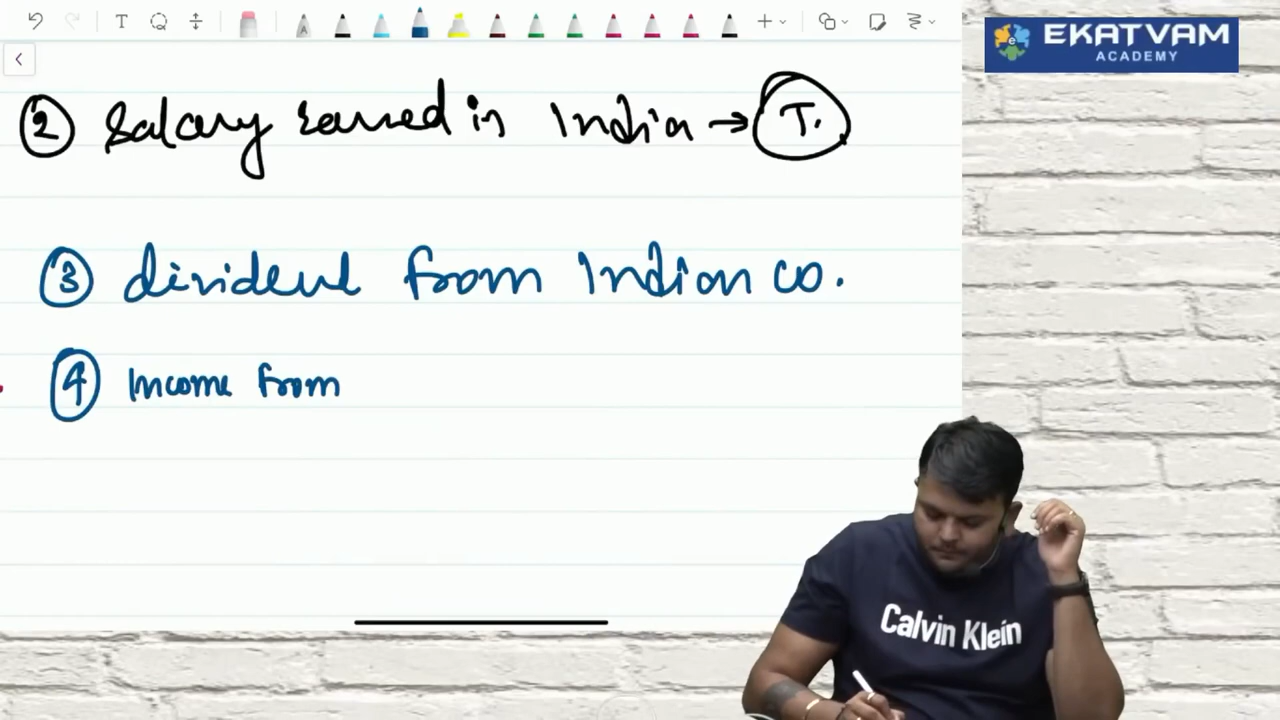 EKATVAM
ACADEMY
② Salary earned in India → T.
③ dividend from Indian co.
④ Income from
Calvin Klein